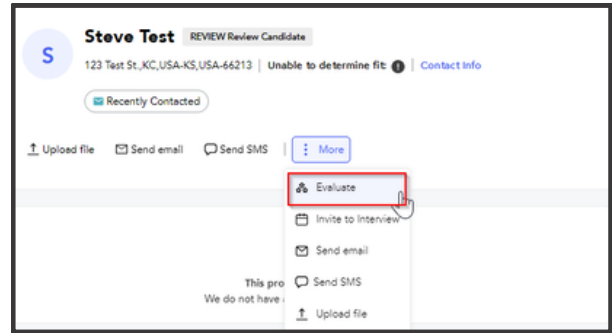 S
Steve Test REVIEW Review Candidate
123 Test St.,KC,USA-KS,USA-66213 | Unable to determine fit: ! | Contact Info
Recently Contacted
Upload file Send email Send SMS | More
Evaluate
Invite to Interview
Send email
This pro Send SMS
We do not have
Upload file